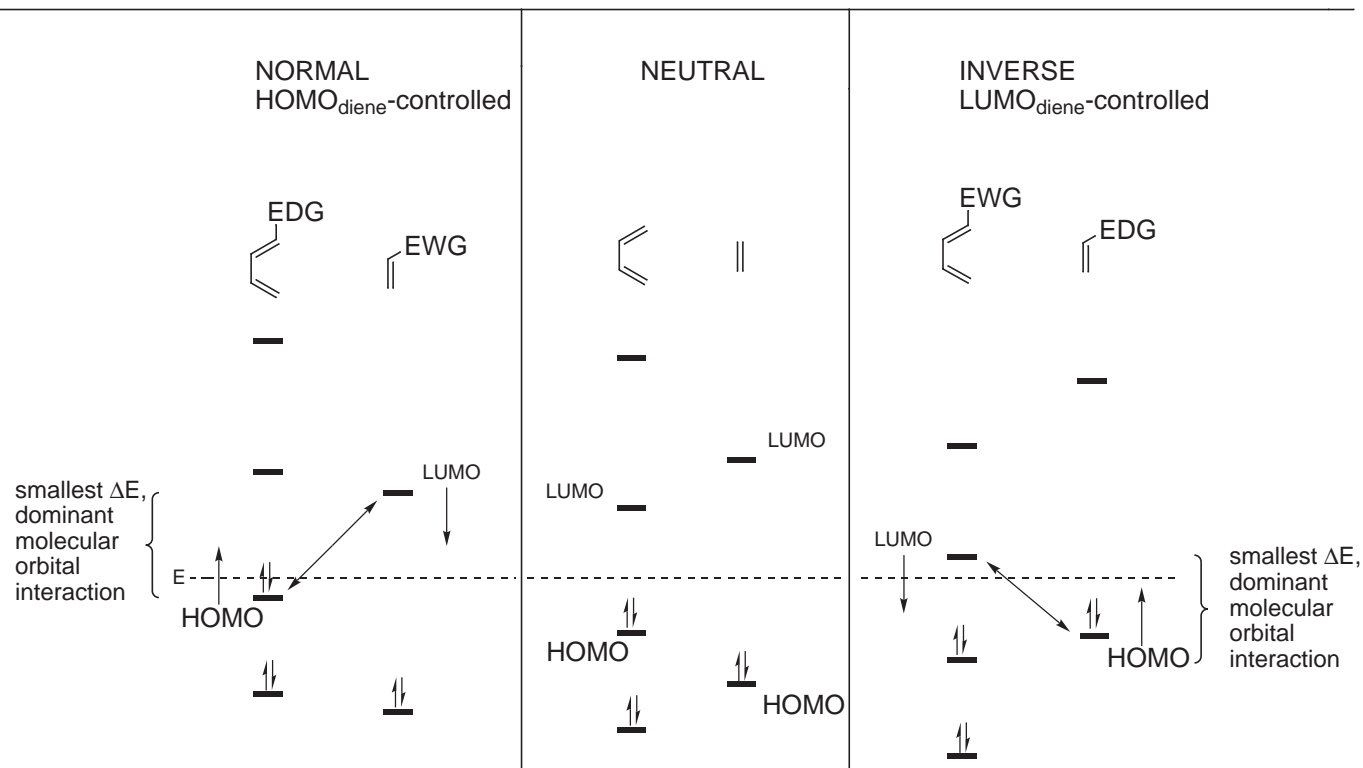 NORMAL
HOMOdiene-controlled
NEUTRAL
INVERSE
LUMOdiene-controlled
EDG
EWG
EWG
EDG
LUMO
LUMO
LUMO
LUMO
smallest ΔE,
dominant
molecular
orbital
interaction
E
HOMO
HOMO
HOMO
HOMO
smallest ΔE,
dominant
molecular
orbital
interaction